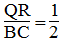 QR/BC = 1/2